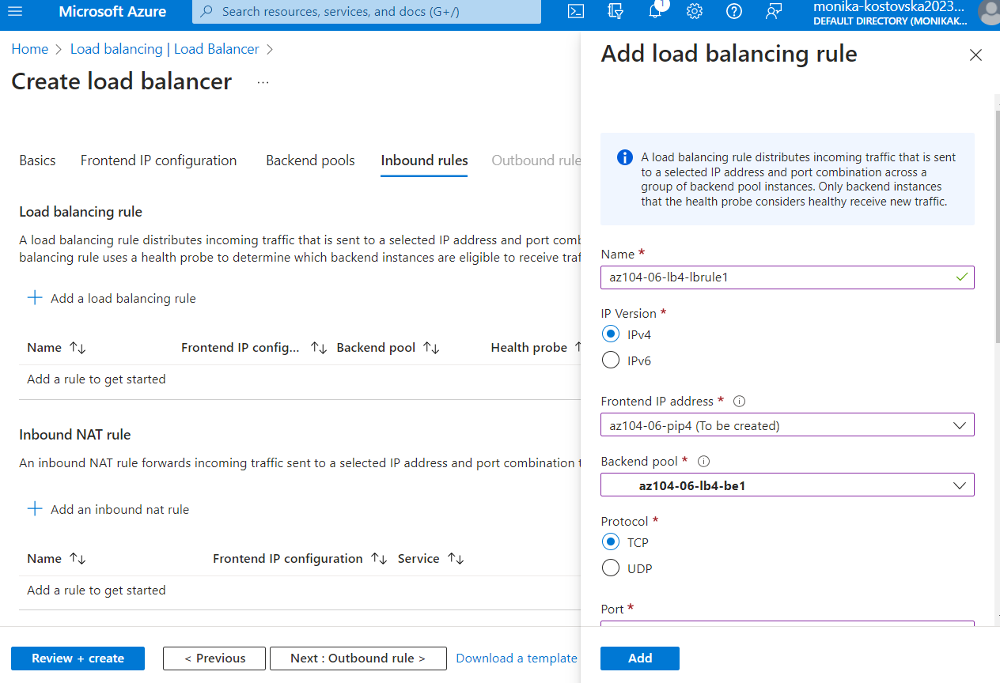 Microsoft Azure
Search resources, services, and docs (G+/)
1
monika-kostovska2023...
DEFAULT DIRECTORY (MONIKAK...
Home > Load balancing | Load Balancer >
Create load balancer ...
Basics Frontend IP configuration Backend pools Inbound rules Outbound rule
Load balancing rule
A load balancing rule distributes incoming traffic that is sent to a selected IP address and port comb
balancing rule uses a health probe to determine which backend instances are eligible to receive traf
+ Add a load balancing rule
Name ↑↓ Frontend IP config... ↑↓ Backend pool ↑↓ Health probe ↑
Add a rule to get started
Inbound NAT rule
An inbound NAT rule forwards incoming traffic sent to a selected IP address and port combination t
+ Add an inbound nat rule
Name ↑↓ Frontend IP configuration ↑↓ Service ↑↓
Add a rule to get started
Review + create < Previous Next : Outbound rule > Download a template
Add load balancing rule
A load balancing rule distributes incoming traffic that is sent
to a selected IP address and port combination across a
group of backend pool instances. Only backend instances
that the health probe considers healthy receive new traffic.
Name *
az104-06-lb4-lbrule1
IP Version *
IPv4
IPv6
Frontend IP address *
az104-06-pip4 (To be created)
Backend pool *
az104-06-lb4-be1
Protocol *
TCP
UDP
Port *
Add